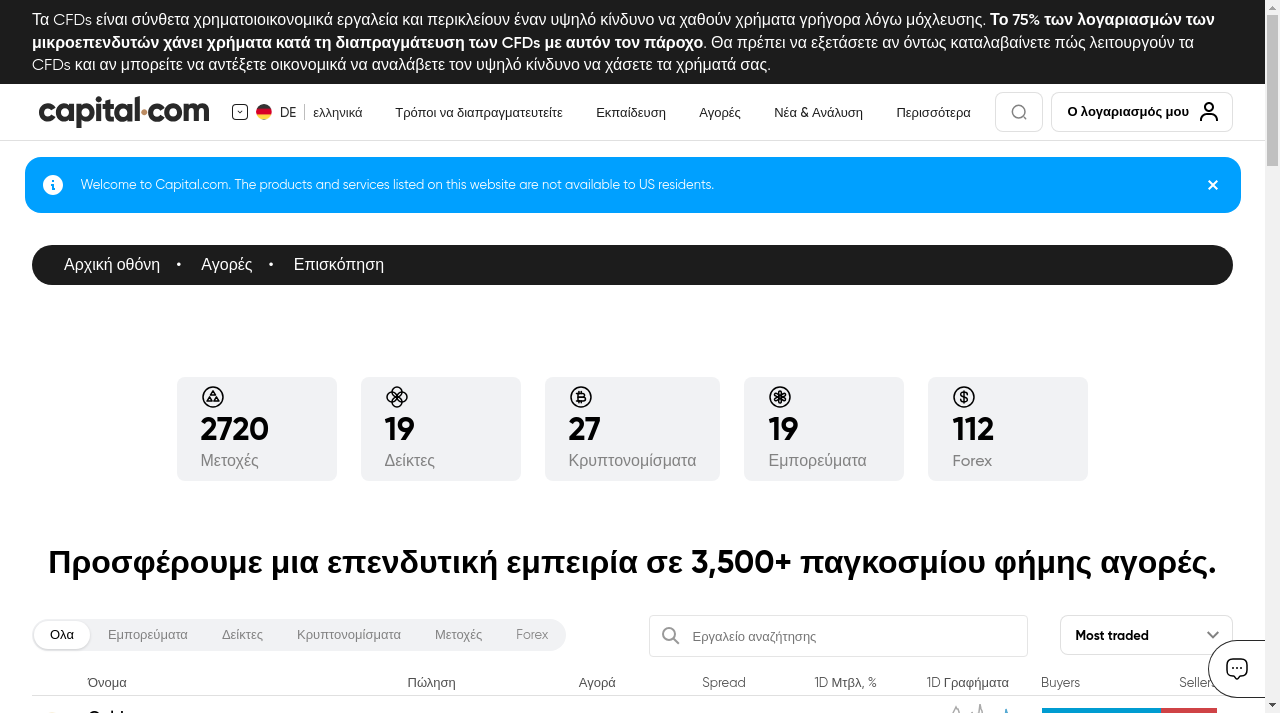 Τα CFDs είναι σύνθετα χρηματοιοικονομικά εργαλεία και περικλείουν έναν υψηλό κίνδυνο να χαθούν χρήματα γρήγορα λόγω μόχλευσης. Το 75% των λογαριασμών των
μικροεπενδυτών χάνει χρήματα κατά τη διαπραγμάτευση των CFDs με αυτόν τον πάροχο. Θα πρέπει να εξετάσετε αν όντως καταλαβαίνετε πώς λειτουργούν τα
CFDs και αν μπορείτε να αντέξετε οικονομικά να αναλάβετε τον υψηλό κίνδυνο να χάσετε τα χρήματά σας.
capital.com DE ελληνικά Τρόποι να διαπραγματευτείτε Εκπαίδευση Αγορές Νέα & Ανάλυση Περισσότερα Ο λογαριασμός μου
Welcome to Capital.com. The products and services listed on this website are not available to US residents.
Αρχική οθόνη • Αγορές • Επισκόπηση
2720 19 27 19 112
Μετοχές Δείκτες Κρυπτονομίσματα Εμπορεύματα Forex
Προσφέρουμε μια επενδυτική εμπειρία σε 3,500+ παγκοσμίου φήμης αγορές.
Ολα Εμπορεύματα Δείκτες Κρυπτονομίσματα Μετοχές Forex Εργαλείο αναζήτησης Most traded
Όνομα Πώληση Αγορά Spread 1D Μτβλ, % 1D Γραφήματα Buyers Sellers